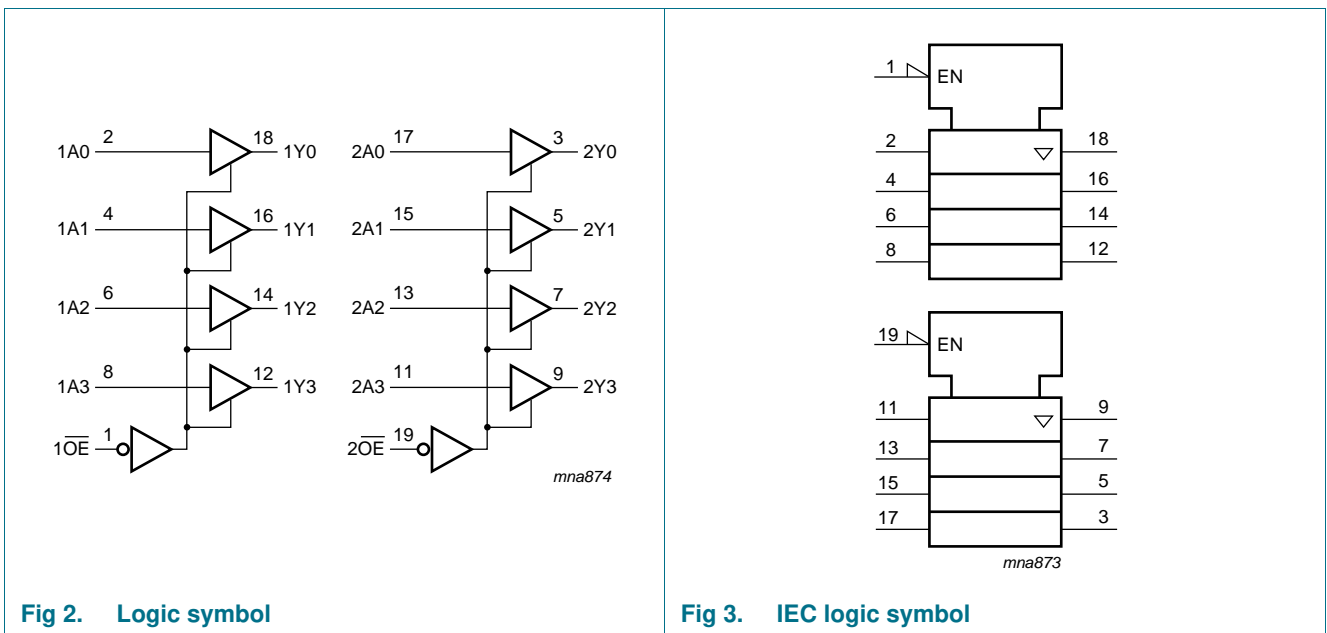 2 18
1A0 1Y0
4 16
1A1 1Y1
6 14
1A2 1Y2
8 12
1A3 1Y3
1
1O̅E̅
17 3
2A0 2Y0
15 5
2A1 2Y1
13 7
2A2 2Y2
11 9
2A3 2Y3
19
2O̅E̅
mna874
Fig 2. Logic symbol
1 EN
2 18
4 16
6 14
8 12
19 EN
11 9
13 7
15 5
17 3
mna873
Fig 3. IEC logic symbol